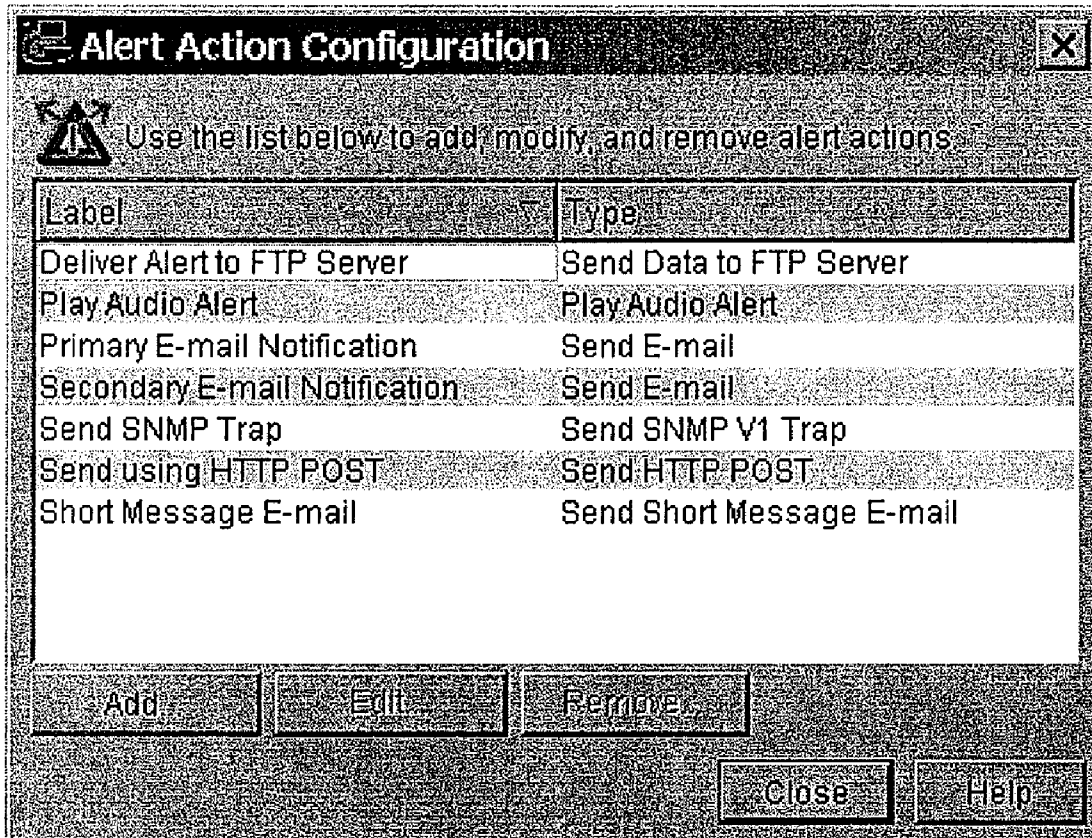 Alert Action Configuration
Use the list below to add, modify, and remove alert actions.
Label Type
Deliver Alert to FTP Server Send Data to FTP Server
Play Audio Alert Play Audio Alert
Primary E-mail Notification Send E-mail
Secondary E-mail Notification Send E-mail
Send SNMP Trap Send SNMP V1 Trap
Send using HTTP POST Send HTTP POST
Short Message E-mail Send Short Message E-mail
Add... Edit... Remove...
Close Help